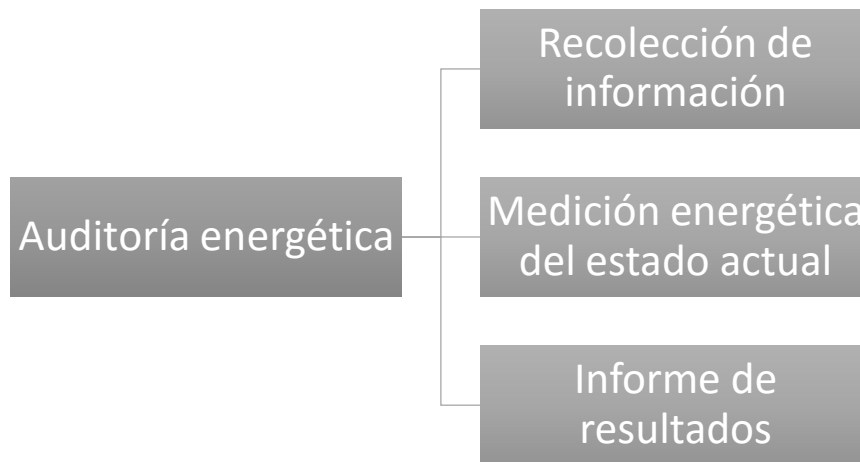 Recolección de
información
Auditoría energética
Medición energética
del estado actual
Informe de
resultados